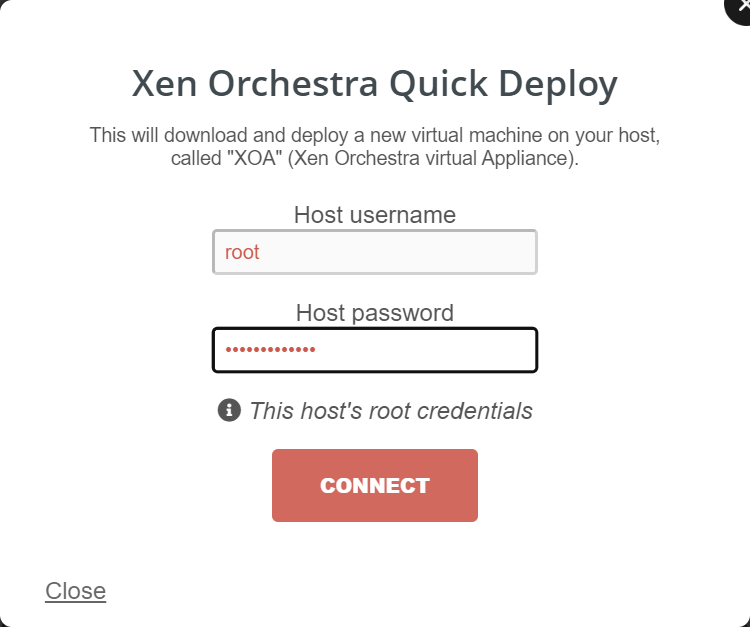 Xen Orchestra Quick Deploy
This will download and deploy a new virtual machine on your host,
called "XOA" (Xen Orchestra virtual Appliance).
Host username
root
Host password
•••••••••••••
This host's root credentials
CONNECT
Close